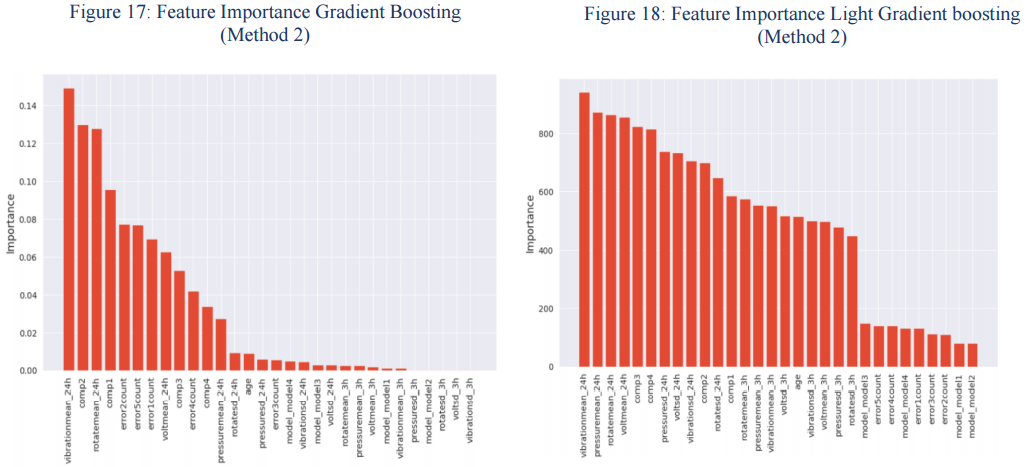 Figure 17: Feature Importance Gradient Boosting
(Method 2)
Importance
0.14
0.12
0.10
0.08
0.06
0.04
0.02
0.00
vibrationmean_24h
comp2
rotatemean_24h
comp1
error2count
error5count
error1count
voltmean_24h
comp3
error4count
comp4
pressuremean_24h
rotatesd_24h
age
pressuresd_24h
error3count
model_model4
vibrationsd_24h
model_model3
voltsd_24h
rotatemean_3h
pressuremean_3h
voltmean_3h
model_model1
vibrationmean_3h
pressuresd_3h
model_model2
rotatesd_3h
voltsd_3h
vibrationsd_3h
Figure 18: Feature Importance Light Gradient boosting
(Method 2)
Importance
800
600
400
200
0
vibrationmean_24h
pressuremean_24h
rotatemean_24h
voltmean_24h
comp3
comp4
pressuresd_24h
voltsd_24h
vibrationsd_24h
comp2
rotatesd_24h
comp1
rotatemean_3h
pressuremean_3h
vibrationmean_3h
voltsd_3h
age
vibrationsd_3h
voltmean_3h
pressuresd_3h
rotatesd_3h
model_model3
error5count
error4count
model_model4
error1count
error3count
error2count
model_model1
model_model2